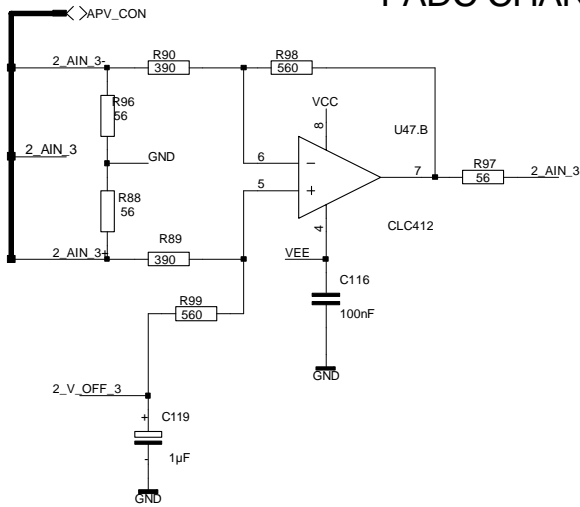 FADC CHAN
APV_CON
2_AIN_3-
R90
390
R98
560
R96
56
VCC
8
U47.B
2_AIN_3
GND
6
5
7
R97
56
2_AIN_3
R88
56
4
CLC412
2_AIN_3+
R89
390
VEE
C116
100nF
R99
560
GND
2_V_OFF_3
+
C119
1µF
-
GND